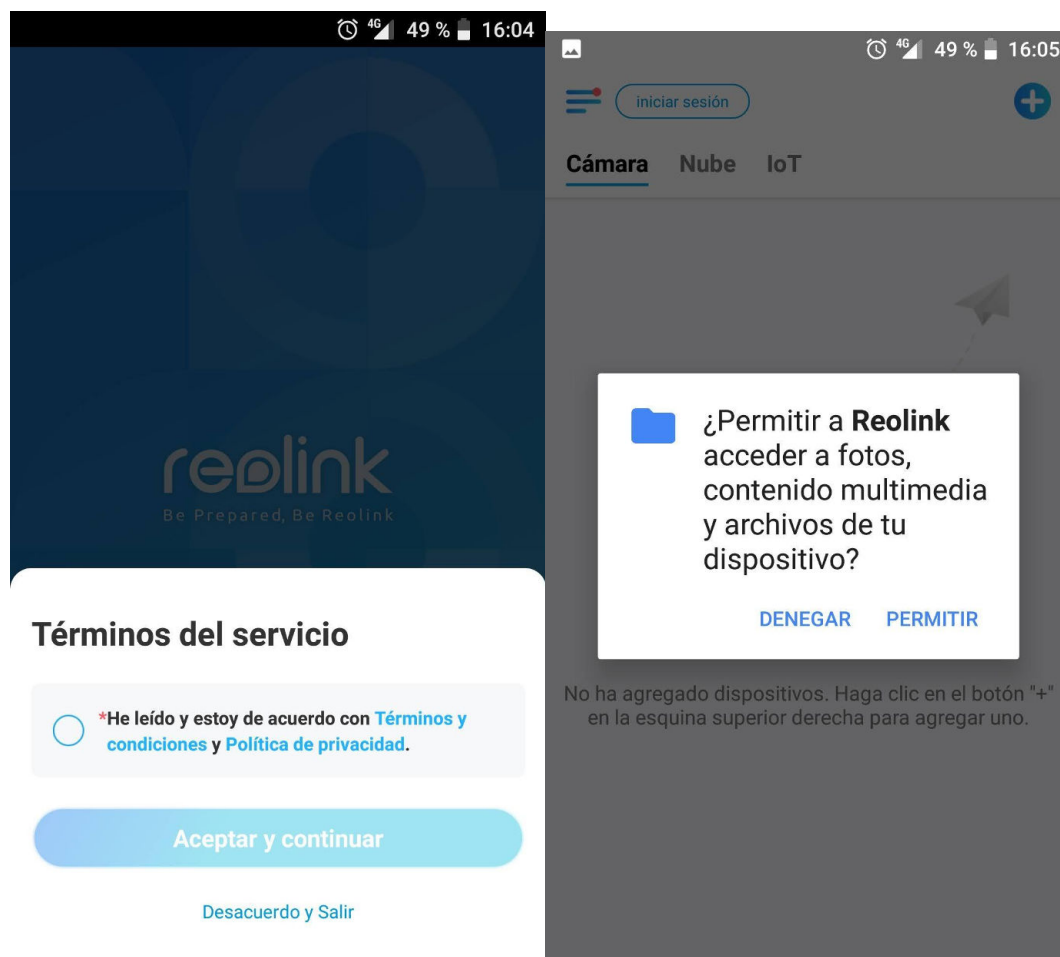 4G 49 % 16:04
reolink
Be Prepared, Be Reolink
Términos del servicio
*He leído y estoy de acuerdo con Términos y
condiciones y Política de privacidad.
Aceptar y continuar
Desacuerdo y Salir
4G 49 % 16:05
iniciar sesión
Cámara Nube IoT
¿Permitir a Reolink
acceder a fotos,
contenido multimedia
y archivos de tu
dispositivo?
DENEGAR PERMITIR
No ha agregado dispositivos. Haga clic en el botón "+"
en la esquina superior derecha para agregar uno.